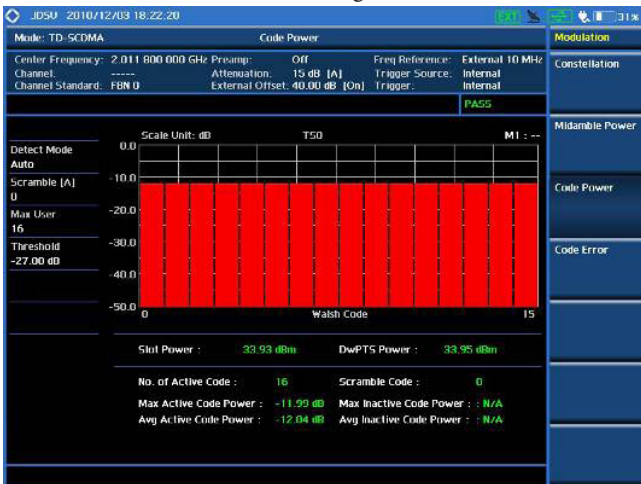 JDSU 2010/12/03 18:22:20 EXT 31%
Mode: TD-SCDMA Code Power
Center Frequency: 2.011 800 000 GHz Preamp: Off Freq Reference: External 10 MHz
Channel: ----- Attenuation: 15 dB [A] Trigger Source: Internal
Channel Standard: FBN 0 External Offset: 40.00 dB [On] Trigger: Internal
PASS
Scale Unit: dB TS0 M1 : --
Detect Mode
Auto
Scramble [A]
0
Max User
16
Threshold
-27.00 dB
0.0
-10.0
-20.0
-30.0
-40.0
-50.0
0 Walsh Code 15
Slot Power : 33.93 dBm DwPTS Power : 33.95 dBm
No. of Active Code : 16 Scramble Code : 0
Max Active Code Power : -11.99 dB Max Inactive Code Power : : N/A
Avg Active Code Power : -12.04 dB Avg Inactive Code Power : : N/A
Modulation
Constellation
Midamble Power
Code Power
Code Error